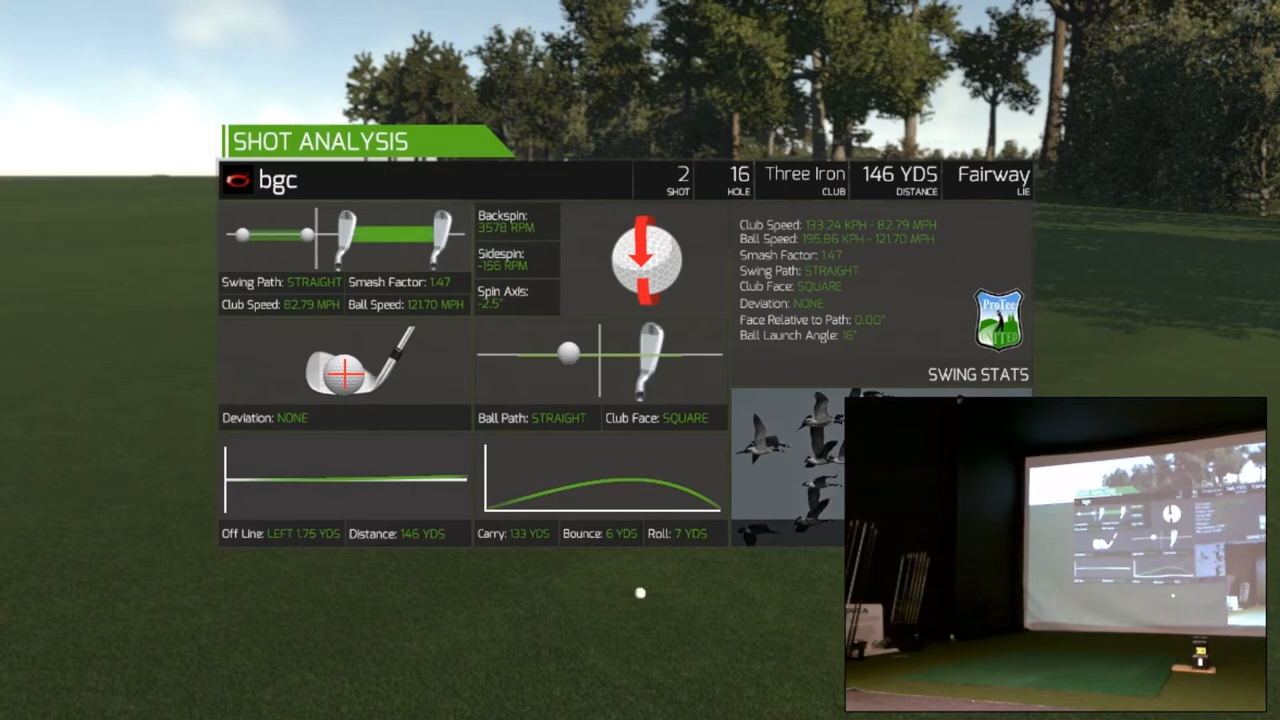 SHOT ANALYSIS
bgc
2
SHOT
16
HOLE
Three Iron
CLUB
146 YDS
DISTANCE
Fairway
LIE
Swing Path: STRAIGHT
Smash Factor: 1.47
Club Speed: 82.79 MPH
Ball Speed: 121.70 MPH
Backspin:
3578 RPM
Sidespin:
-156 RPM
Spin Axis:
-2.5°
Club Speed: 133.24 KPH - 82.79 MPH
Ball Speed: 195.86 KPH - 121.70 MPH
Smash Factor: 1.47
Swing Path: STRAIGHT
Club Face: SQUARE
Deviation: NONE
Face Relative to Path: 0.00°
Ball Launch Angle: 16°
ProTee
UNITED
SWING STATS
Deviation: NONE
Ball Path: STRAIGHT
Club Face: SQUARE
Off Line: LEFT 1.75 YDS
Distance: 146 YDS
Carry: 133 YDS
Bounce: 6 YDS
Roll: 7 YDS